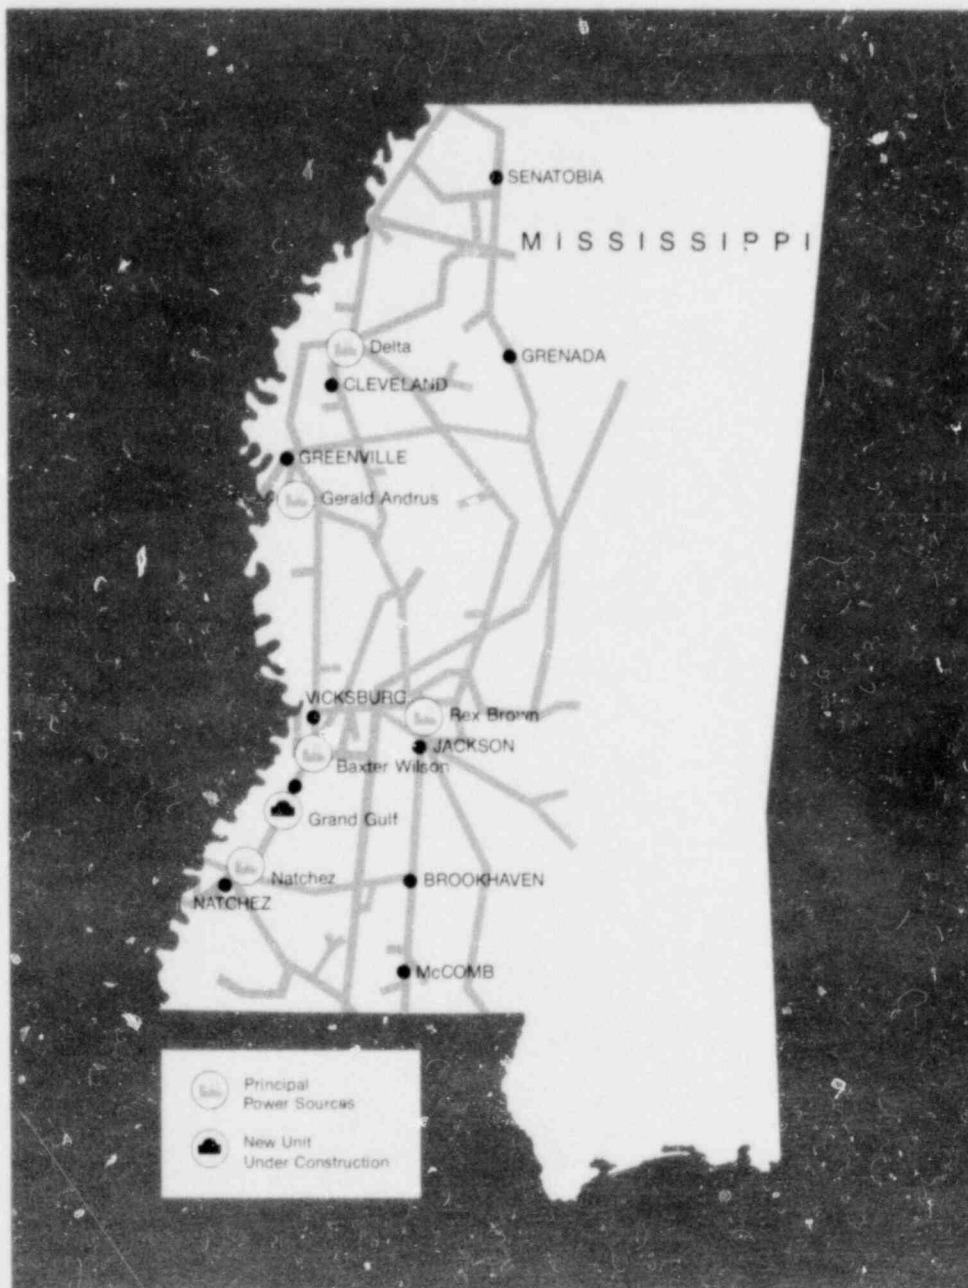 SENATOBIA
MISSISSIPPI
Delta
GRENADA
CLEVELAND
GREENVILLE
Gerald Andrus
VICKSBURG
Rex Brown
JACKSON
Baxter Wilson
Grand Gulf
Natchez
BROOKHAVEN
NATCHEZ
McCOMB
Principal
Power Sources
New Unit
Under Construction